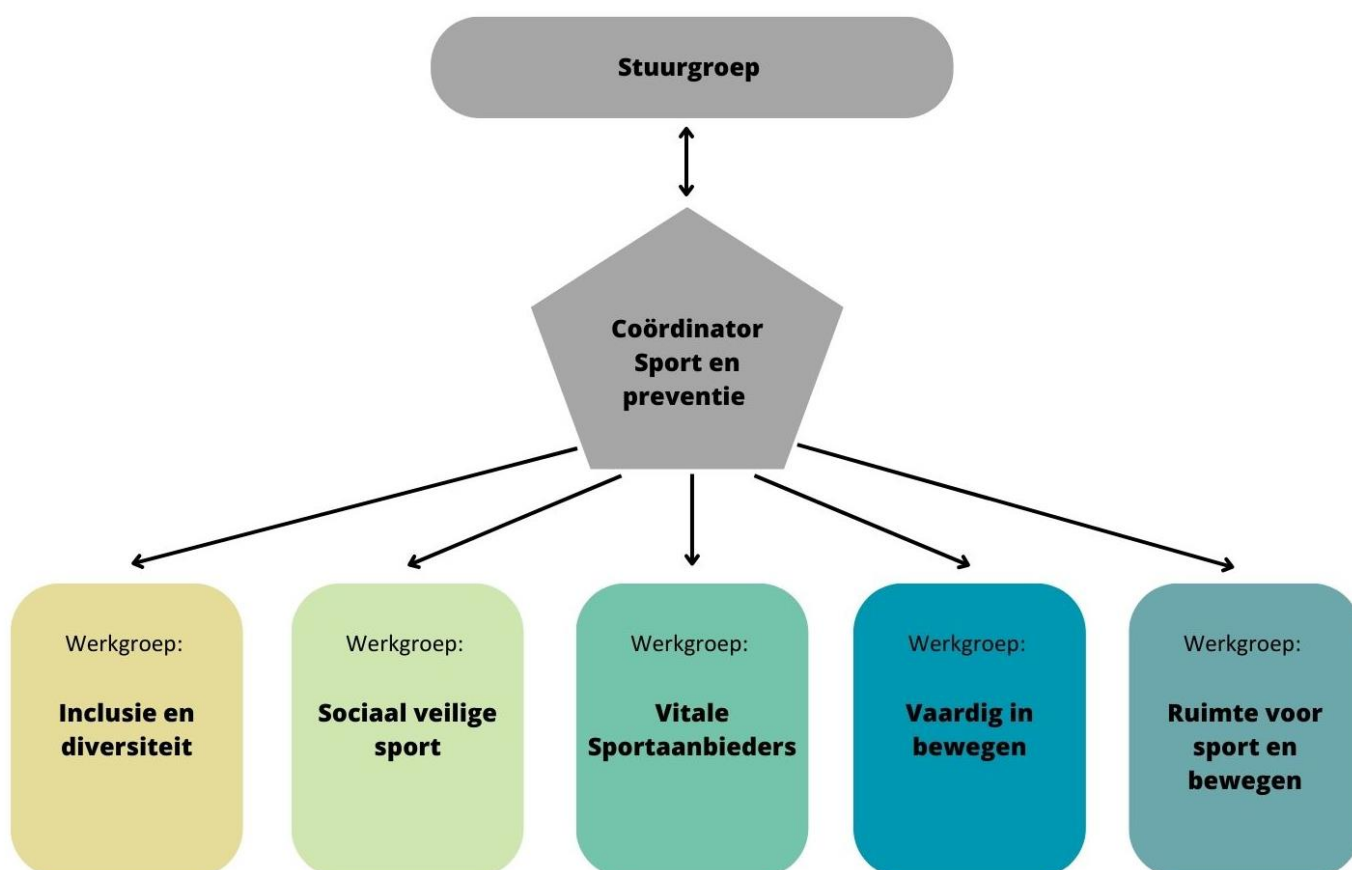 Stuurgroep
Coördinator
Sport en
preventie
Werkgroep:
Inclusie en
diversiteit
Werkgroep:
Sociaal veilige
sport
Werkgroep:
Vitale
Sportaanbieders
Werkgroep:
Vaardig in
bewegen
Werkgroep:
Ruimte voor
sport en
bewegen